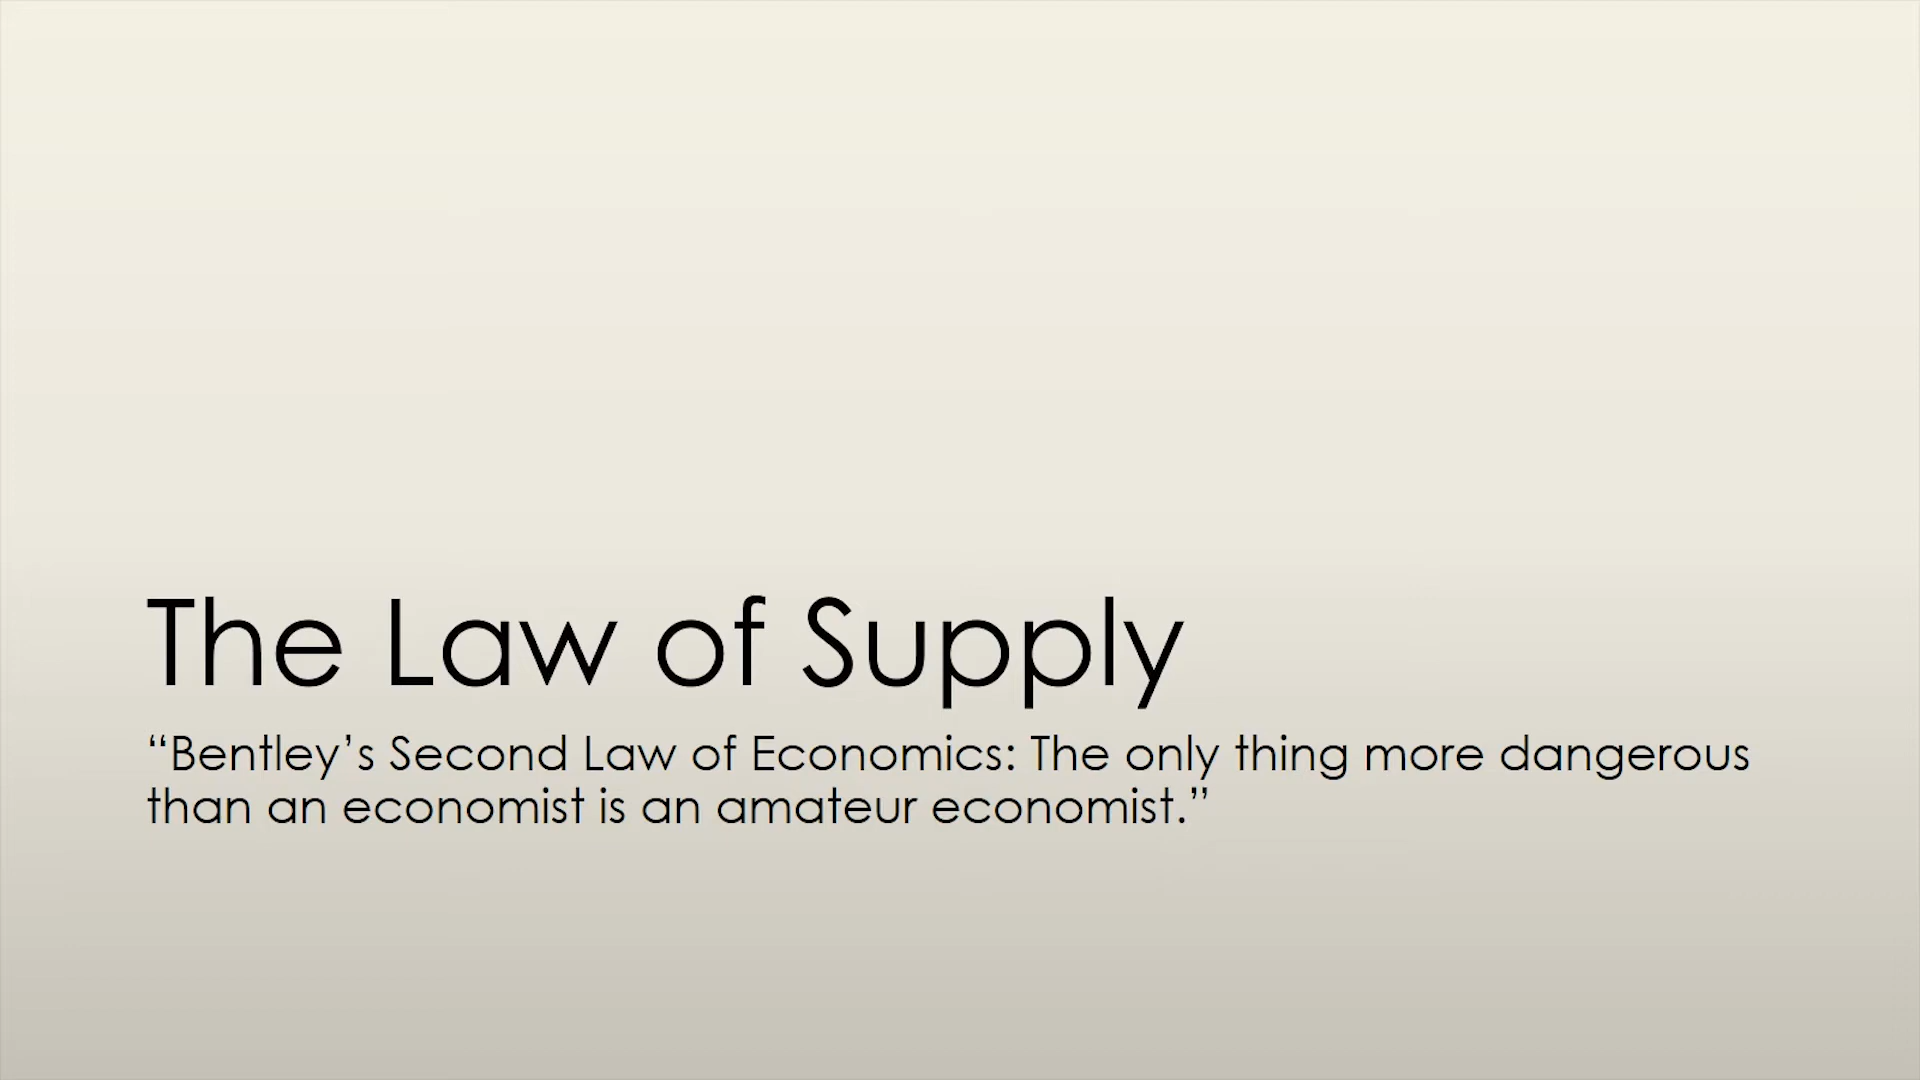 The Law of Supply
“Bentley’s Second Law of Economics: The only thing more dangerous
than an economist is an amateur economist.”